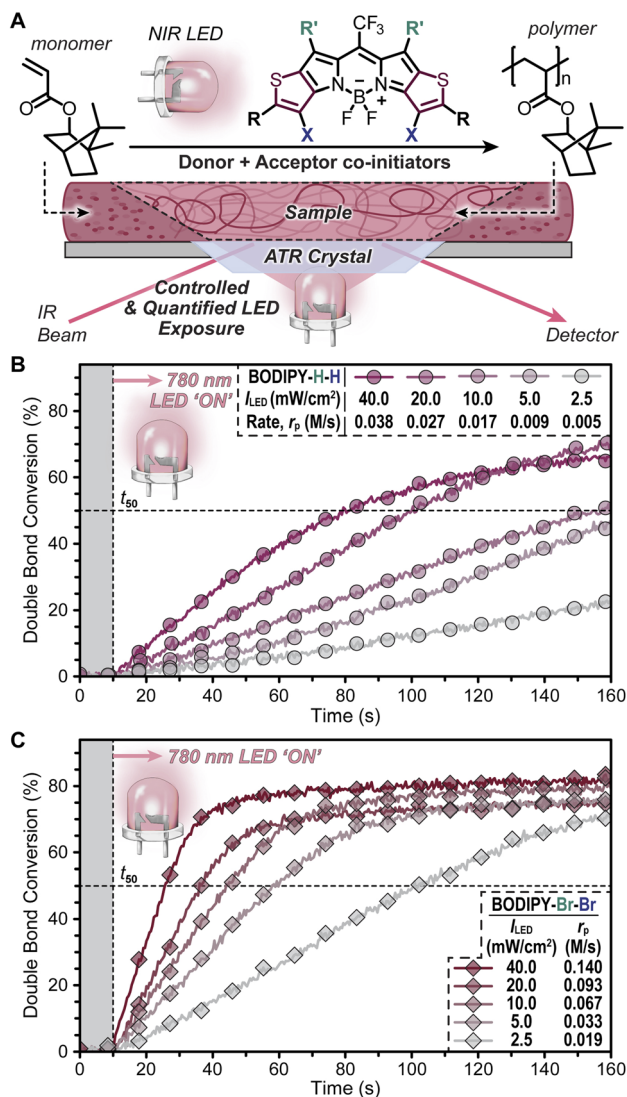 A
monomer
NIR LED
R'
CF3
R'
polymer
O
O
S
N
N
S
R
B
R
− +
F
F
X
X
n
O
O
Donor + Acceptor co-initiators
Sample
ATR Crystal
Controlled
& Quantified LED
Exposure
IR
Beam
Detector
B
780 nm
LED 'ON'
BODIPY-H-H
ILED (mW/cm2) 40.0 20.0 10.0 5.0 2.5
Rate, rp (M/s) 0.038 0.027 0.017 0.009 0.005
t50
Double Bond Conversion (%)
80
60
40
20
0
0 20 40 60 80 100 120 140 160
Time (s)
C
780 nm LED 'ON'
t50
BODIPY-Br-Br
ILED rp
(mW/cm2) (M/s)
40.0 0.140
20.0 0.093
10.0 0.067
5.0 0.033
2.5 0.019
Double Bond Conversion (%)
80
60
40
20
0
0 20 40 60 80 100 120 140 160
Time (s)